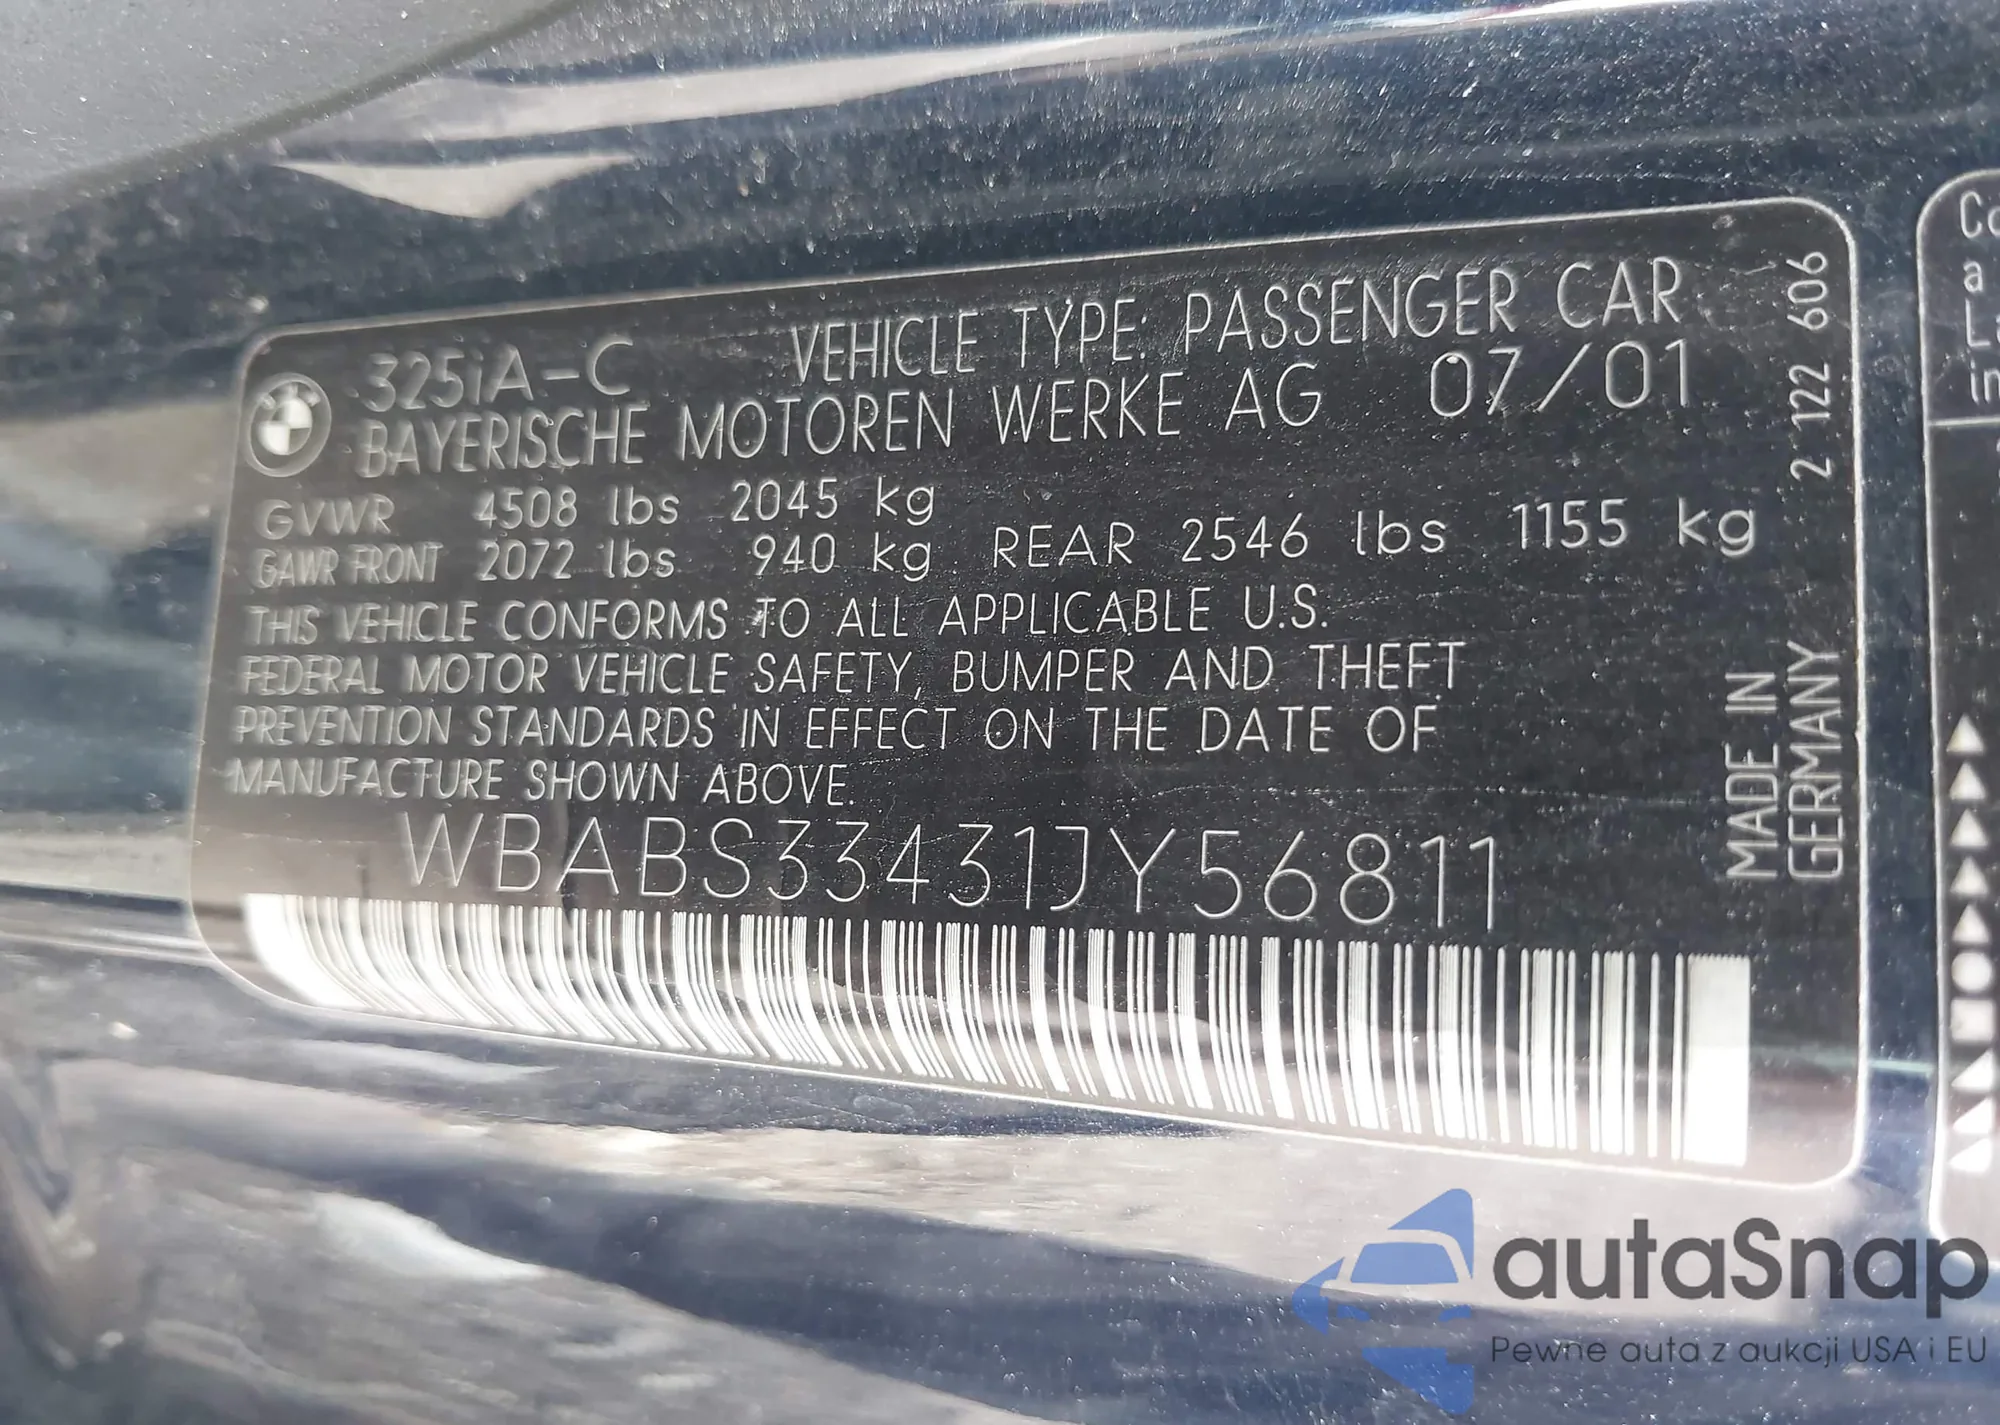 325iA-C VEHICLE TYPE: PASSENGER CAR
BAYERISCHE MOTOREN WERKE AG 07/01
GVWR 4508 lbs 2045 kg
GAWR FRONT 2072 lbs 940 kg REAR 2546 lbs 1155 kg
THIS VEHICLE CONFORMS TO ALL APPLICABLE U.S.
FEDERAL MOTOR VEHICLE SAFETY, BUMPER AND THEFT
PREVENTION STANDARDS IN EFFECT ON THE DATE OF
MANUFACTURE SHOWN ABOVE.
WBABS33431JY56811
2 122 606
MADE IN
GERMANY
a
in
autoSnap
Pewne auta z aukcji USA i EU